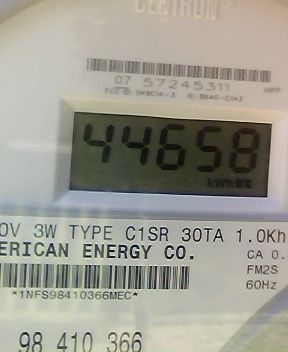 CENTRON®
07 57245311
44658
kWh
0V 3W TYPE C1SR 30TA 1.0Kh
ERICAN ENERGY CO.
CA 0.
FM2S
*1NFS98410366MEC*
60Hz
98 410 366